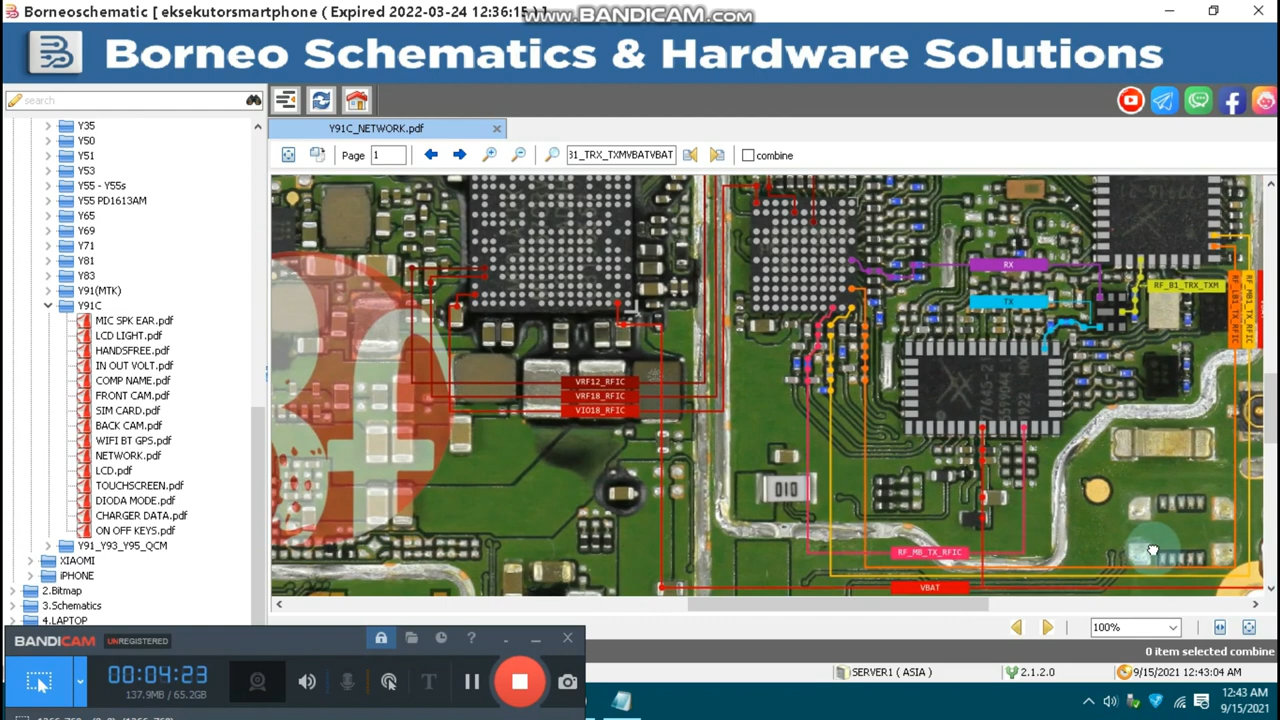 Borneoschematic [ eksekutorsmartphone ( Expired 2022-03-24 12:36:15 ) ]
www.BANDICAM.com
Borneo Schematics & Hardware Solutions
search
Y35
Y50
Y51
Y53
Y55 - Y55s
Y55 PD1613AM
Y65
Y69
Y71
Y81
Y83
Y91(MTK)
Y91C
MIC SPK EAR.pdf
LCD LIGHT.pdf
HANDSFREE.pdf
IN OUT VOLT.pdf
COMP NAME.pdf
FRONT CAM.pdf
SIM CARD.pdf
BACK CAM.pdf
WIFI BT GPS.pdf
NETWORK.pdf
LCD.pdf
TOUCHSCREEN.pdf
DIODA MODE.pdf
CHARGER DATA.pdf
ON OFF KEYS.pdf
Y91_Y93_Y95_QCM
XIAOMI
iPHONE
2.Bitmap
3.Schematics
4.LAPTOP
Y91C_NETWORK.pdf
Page 1
31_TRX_TXMVBATVBAT
combine
RX
TX
RF_B1_TRX_TXM
RF_LB1_TX_RFIC
RF_MB1_TX_RFIC
VRF12_RFIC
VRF18_RFIC
VIO18_RFIC
010
RF_MB_TX_RFIC
VBAT
100%
0 item selected combine
BANDICAM UNREGISTERED
00:04:23
137.9MB / 65.2GB
SERVER1 ( ASIA )
2.1.2.0
9/15/2021 12:43:04 AM
12:43 AM
9/15/2021